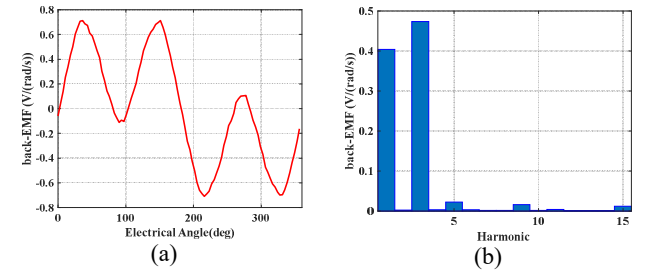 back-EMF (V/(rad/s))
0.8
0.6
0.4
0.2
0
-0.2
-0.4
-0.6
-0.8
0 100 200 300
Electrical Angle(deg)
(a)
back-EMF (V/(rad/s))
0.5
0.4
0.3
0.2
0.1
0
5 10 15
Harmonic
(b)